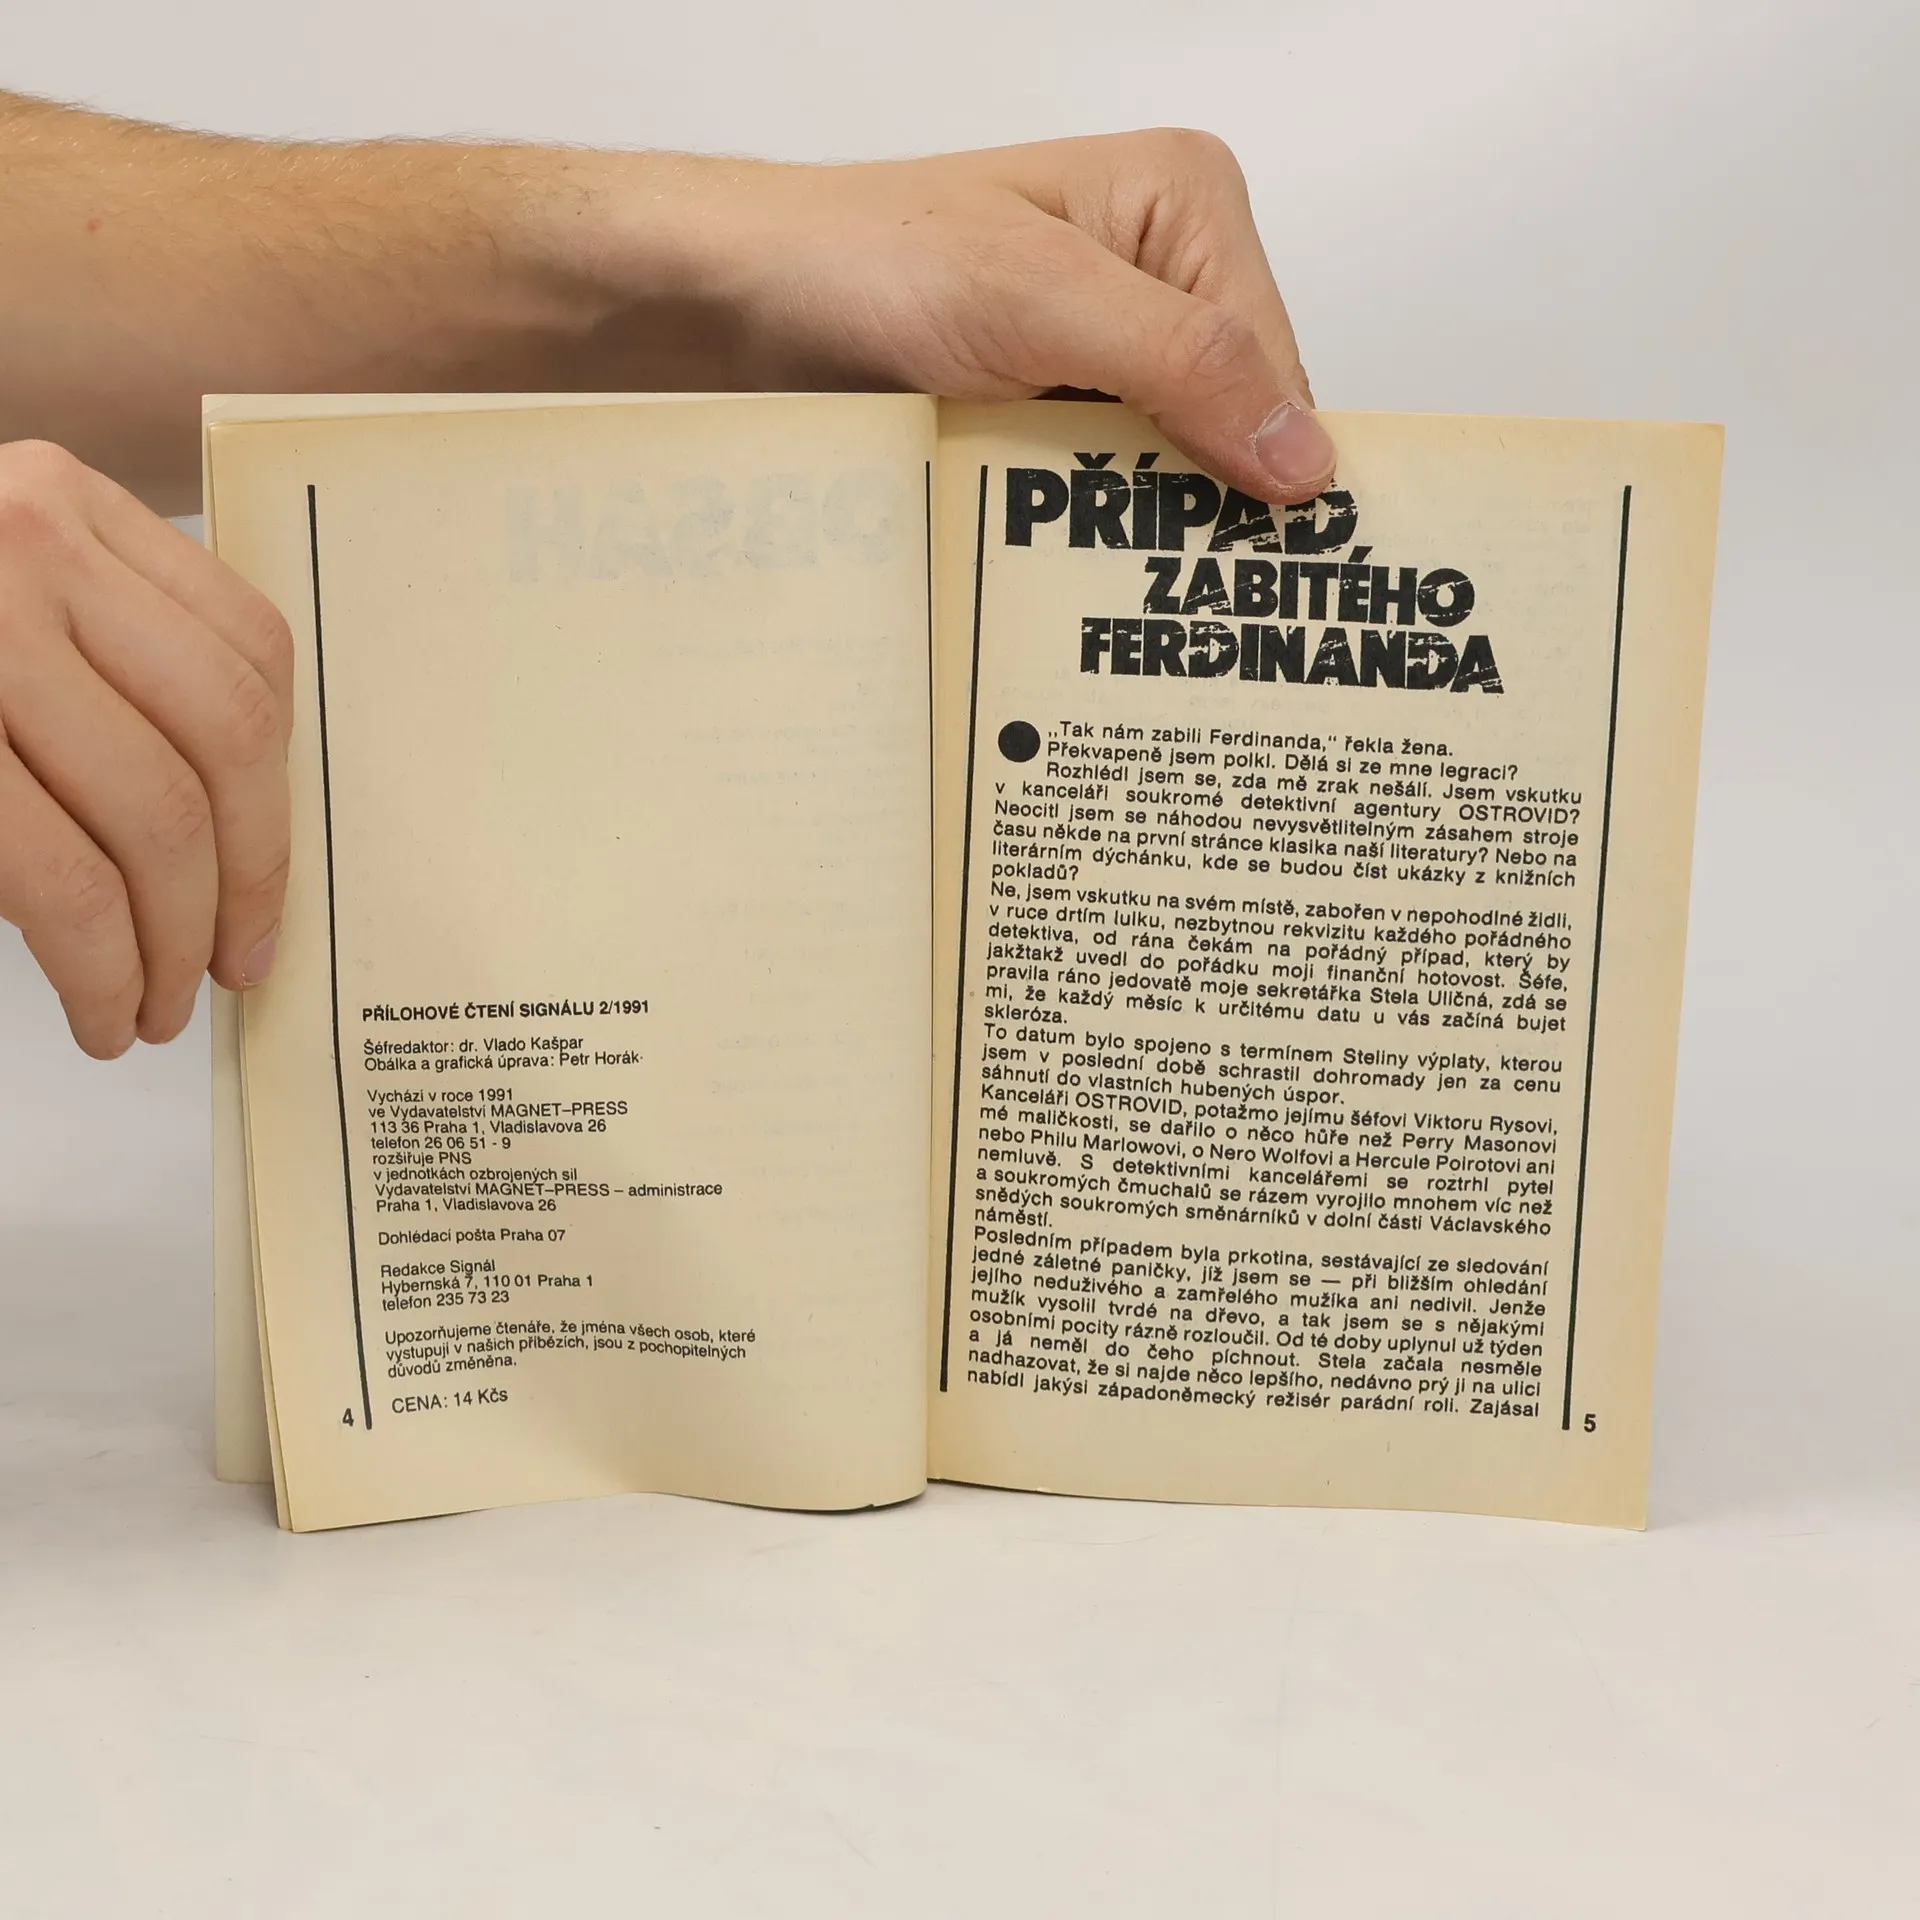 PŘÍLOHOVÉ ČTENÍ SIGNÁLU 2/1991
Šéfredaktor: dr. Vlado Kašpar
Obálka a grafická úprava: Petr Horák
Vychází v roce 1991
ve Vydavatelství MAGNET–PRESS
113 36 Praha 1, Vladislavova 26
telefon 26 06 51 - 9
rozšiřuje PNS
v jednotkách ozbrojených sil
Vydavatelství MAGNET–PRESS – administrace
Praha 1, Vladislavova 26
Dohlédací pošta Praha 07
Redakce Signál
Hybernská 7, 110 01 Praha 1
telefon 235 73 23
Upozorňujeme čtenáře, že jména všech osob, které
vystupují v našich příbězích, jsou z pochopitelných
důvodů změněna.
CENA: 14 Kčs
4
PŘÍPAD
ZABITÉHO
FERDINANDA
„Tak nám zabili Ferdinanda,“ řekla žena.
Překvapeně jsem polkl. Dělá si ze mne legraci?
Rozhlédl jsem se, zda mě zrak nešálí. Jsem vskutku
v kanceláři soukromé detektivní agentury OSTROVID?
Neocitl jsem se náhodou nevysvětlitelným zásahem stroje
času někde na první stránce klasika naší literatury? Nebo na
literárním dýchánku, kde se budou číst ukázky z knižních
pokladů?
Ne, jsem vskutku na svém místě, zabořen v nepohodlné židli,
v ruce drtím lulku, nezbytnou rekvizitu každého pořádného
detektiva, od rána čekám na pořádný případ, který by
jakžtakž uvedl do pořádku moji finanční hotovost. Šéfe,
pravila ráno jedovatě moje sekretářka Stela Uličná, zdá se
mi, že každý měsíc k určitému datu u vás začíná bujet
skleróza.
To datum bylo spojeno s termínem Steliny výplaty, kterou
jsem v poslední době schrastil dohromady jen za cenu
sáhnutí do vlastních hubených úspor.
Kanceláři OSTROVID, potažmo jejímu šéfovi Viktoru Rysovi,
mé maličkosti, se dařilo o něco hůře než Perry Masonovi
nebo Philu Marlowovi, o Nero Wolfovi a Hercule Poirotovi ani
nemluvě. S detektivními kancelářemi se roztrhl pytel
a soukromých čmuchalů se rázem vyrojilo mnohem víc než
snědých soukromých směnárníků v dolní části Václavského
náměstí.
Posledním případem byla prkotina, sestávající ze sledování
jedné záletné paničky, jíž jsem se — při bližším ohledání
jejího neduživého a zamřelého mužíka ani nedivil. Jenže
mužík vysolil tvrdé na dřevo, a tak jsem se s nějakými
osobními pocity rázně rozloučil. Od té doby uplynul už týden
a já neměl do čeho píchnout. Stela začala nesměle
nadhazovat, že si najde něco lepšího, nedávno prý ji na ulici
nabídl jakýsi západoněmecký režisér parádní roli. Zajásal
5